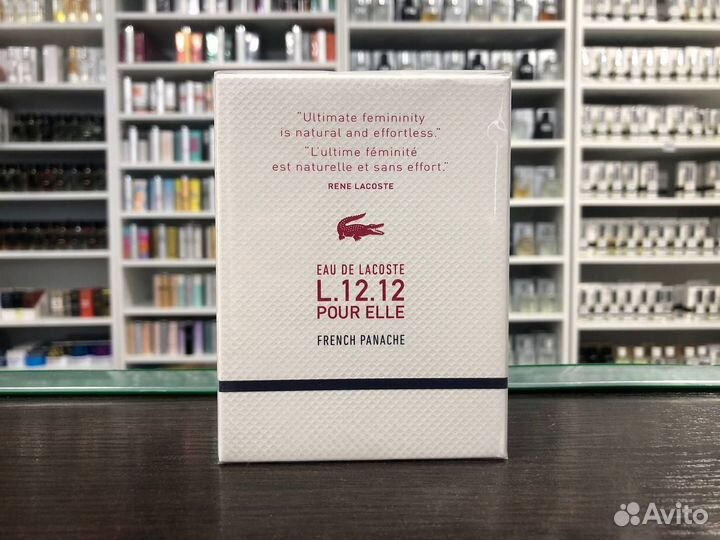 "Ultimate femininity
is natural and effortless."
"L'ultime féminité
est naturelle et sans effort."
RENE LACOSTE
EAU DE LACOSTE
L.12.12
POUR ELLE
FRENCH PANACHE
Avito